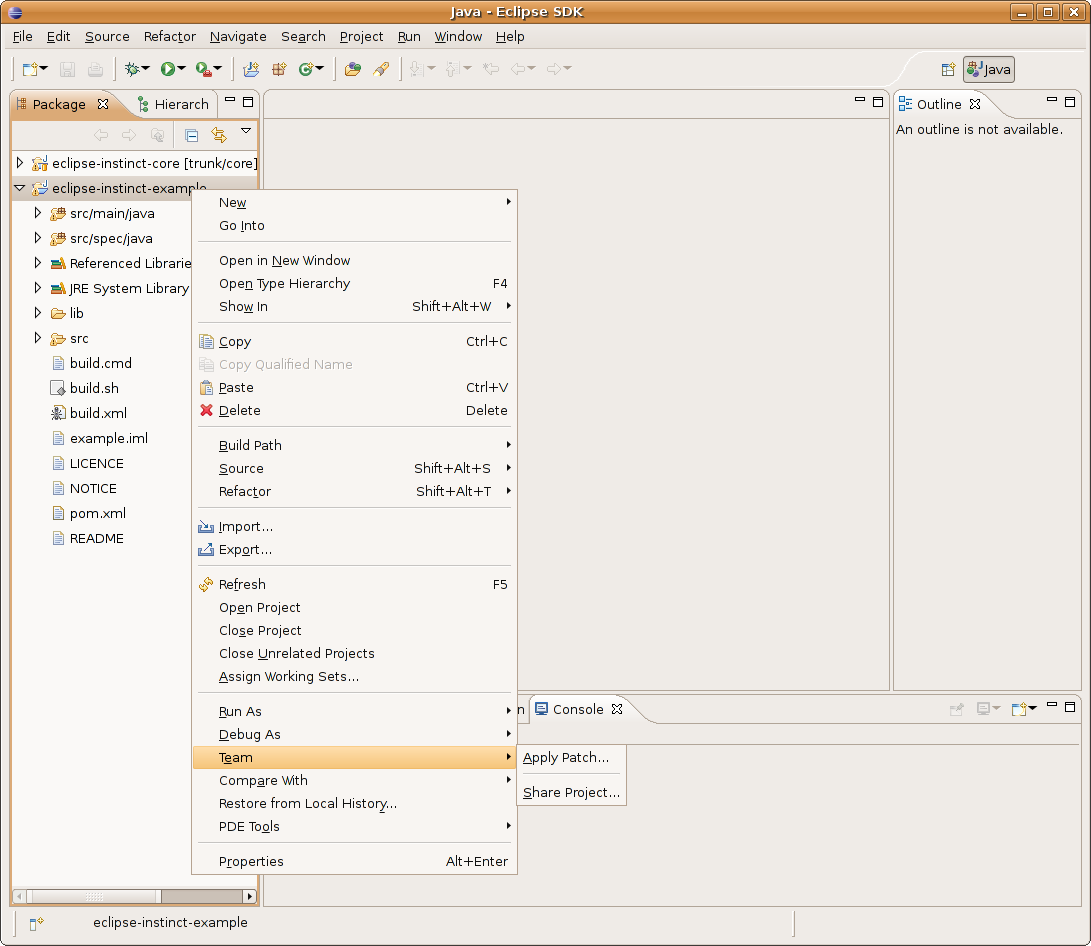 Java - Eclipse SDK
File Edit Source Refactor Navigate Search Project Run Window Help
Java
Package Hierarch
Outline
An outline is not available.
eclipse-instinct-core [trunk/core]
eclipse-instinct-example
src/main/java
src/spec/java
Referenced Librarie
JRE System Library
lib
src
build.cmd
build.sh
build.xml
example.iml
LICENCE
NOTICE
pom.xml
README
New
Go Into
Open in New Window
Open Type Hierarchy F4
Show In Shift+Alt+W
Copy Ctrl+C
Copy Qualified Name
Paste Ctrl+V
Delete Delete
Build Path
Source Shift+Alt+S
Refactor Shift+Alt+T
Import...
Export...
Refresh F5
Open Project
Close Project
Close Unrelated Projects
Assign Working Sets...
Run As
Debug As
Team
Compare With
Restore from Local History...
PDE Tools
Properties Alt+Enter
Apply Patch...
Share Project...
n Console
eclipse-instinct-example